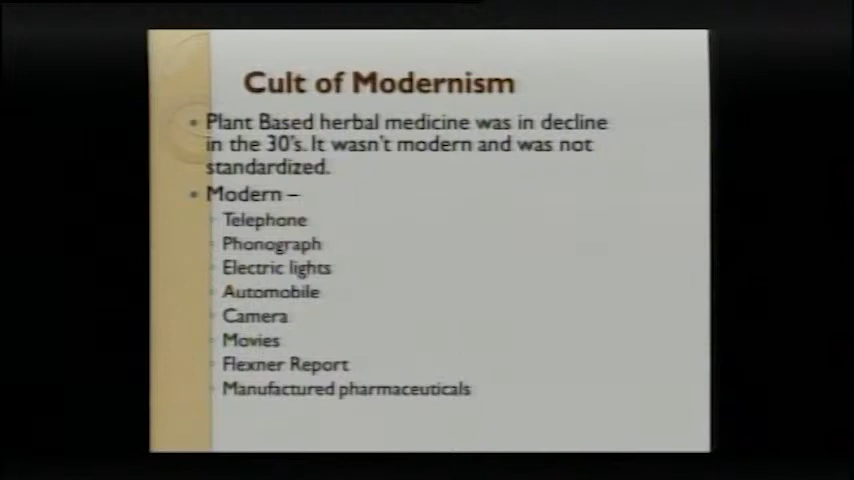 Cult of Modernism
• Plant Based herbal medicine was in decline
in the 30's. It wasn't modern and was not
standardized.
• Modern –
Telephone
Phonograph
Electric lights
Automobile
Camera
Movies
Flexner Report
Manufactured pharmaceuticals